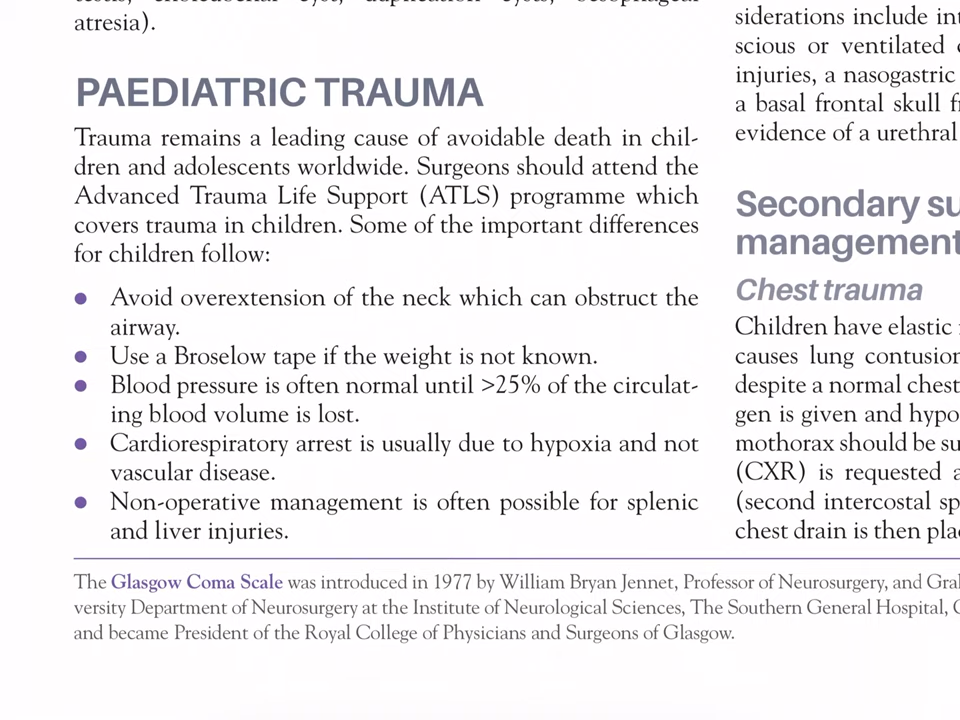 atresia).
PAEDIATRIC TRAUMA
Trauma remains a leading cause of avoidable death in chil-
dren and adolescents worldwide. Surgeons should attend the
Advanced Trauma Life Support (ATLS) programme which
covers trauma in children. Some of the important differences
for children follow:
● Avoid overextension of the neck which can obstruct the
airway.
● Use a Broselow tape if the weight is not known.
● Blood pressure is often normal until >25% of the circulat-
ing blood volume is lost.
● Cardiorespiratory arrest is usually due to hypoxia and not
vascular disease.
● Non-operative management is often possible for splenic
and liver injuries.
siderations include
scious or ventilated
injuries, a nasogastric
a basal frontal skull
evidence of a urethral
Secondary
management
Chest trauma
Children have elastic
causes lung
despite a normal chest
gen is given and
mothorax should be
(CXR) is requested
(second intercostal
chest drain is then
The Glasgow Coma Scale was introduced in 1977 by William Bryan Jennet, Professor of Neurosurgery, and
versity Department of Neurosurgery at the Institute of Neurological Sciences, The Southern General Hospital,
and became President of the Royal College of Physicians and Surgeons of Glasgow.